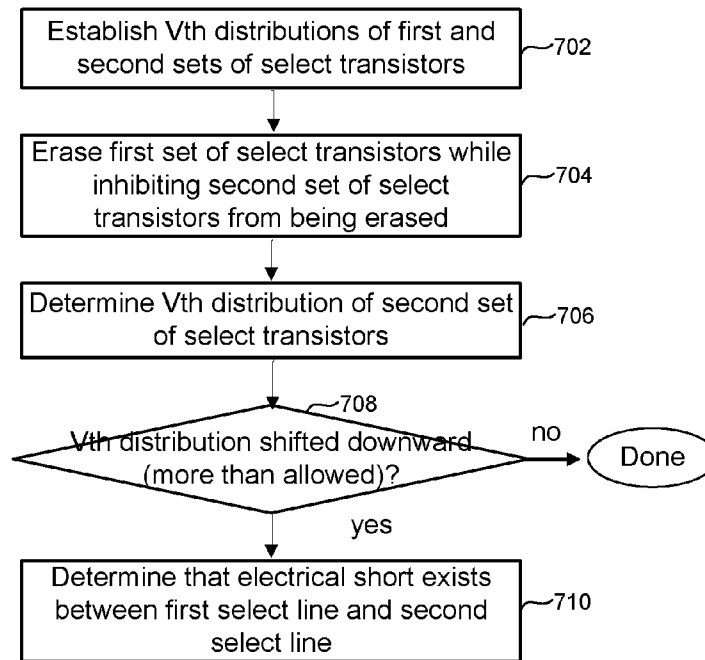 Establish Vth distributions of first and
second sets of select transistors
702
Erase first set of select transistors while
inhibiting second set of select
transistors from being erased
704
Determine Vth distribution of second set
of select transistors
706
708
Vth distribution shifted downward
(more than allowed)?
no
Done
yes
Determine that electrical short exists
between first select line and second
select line
710